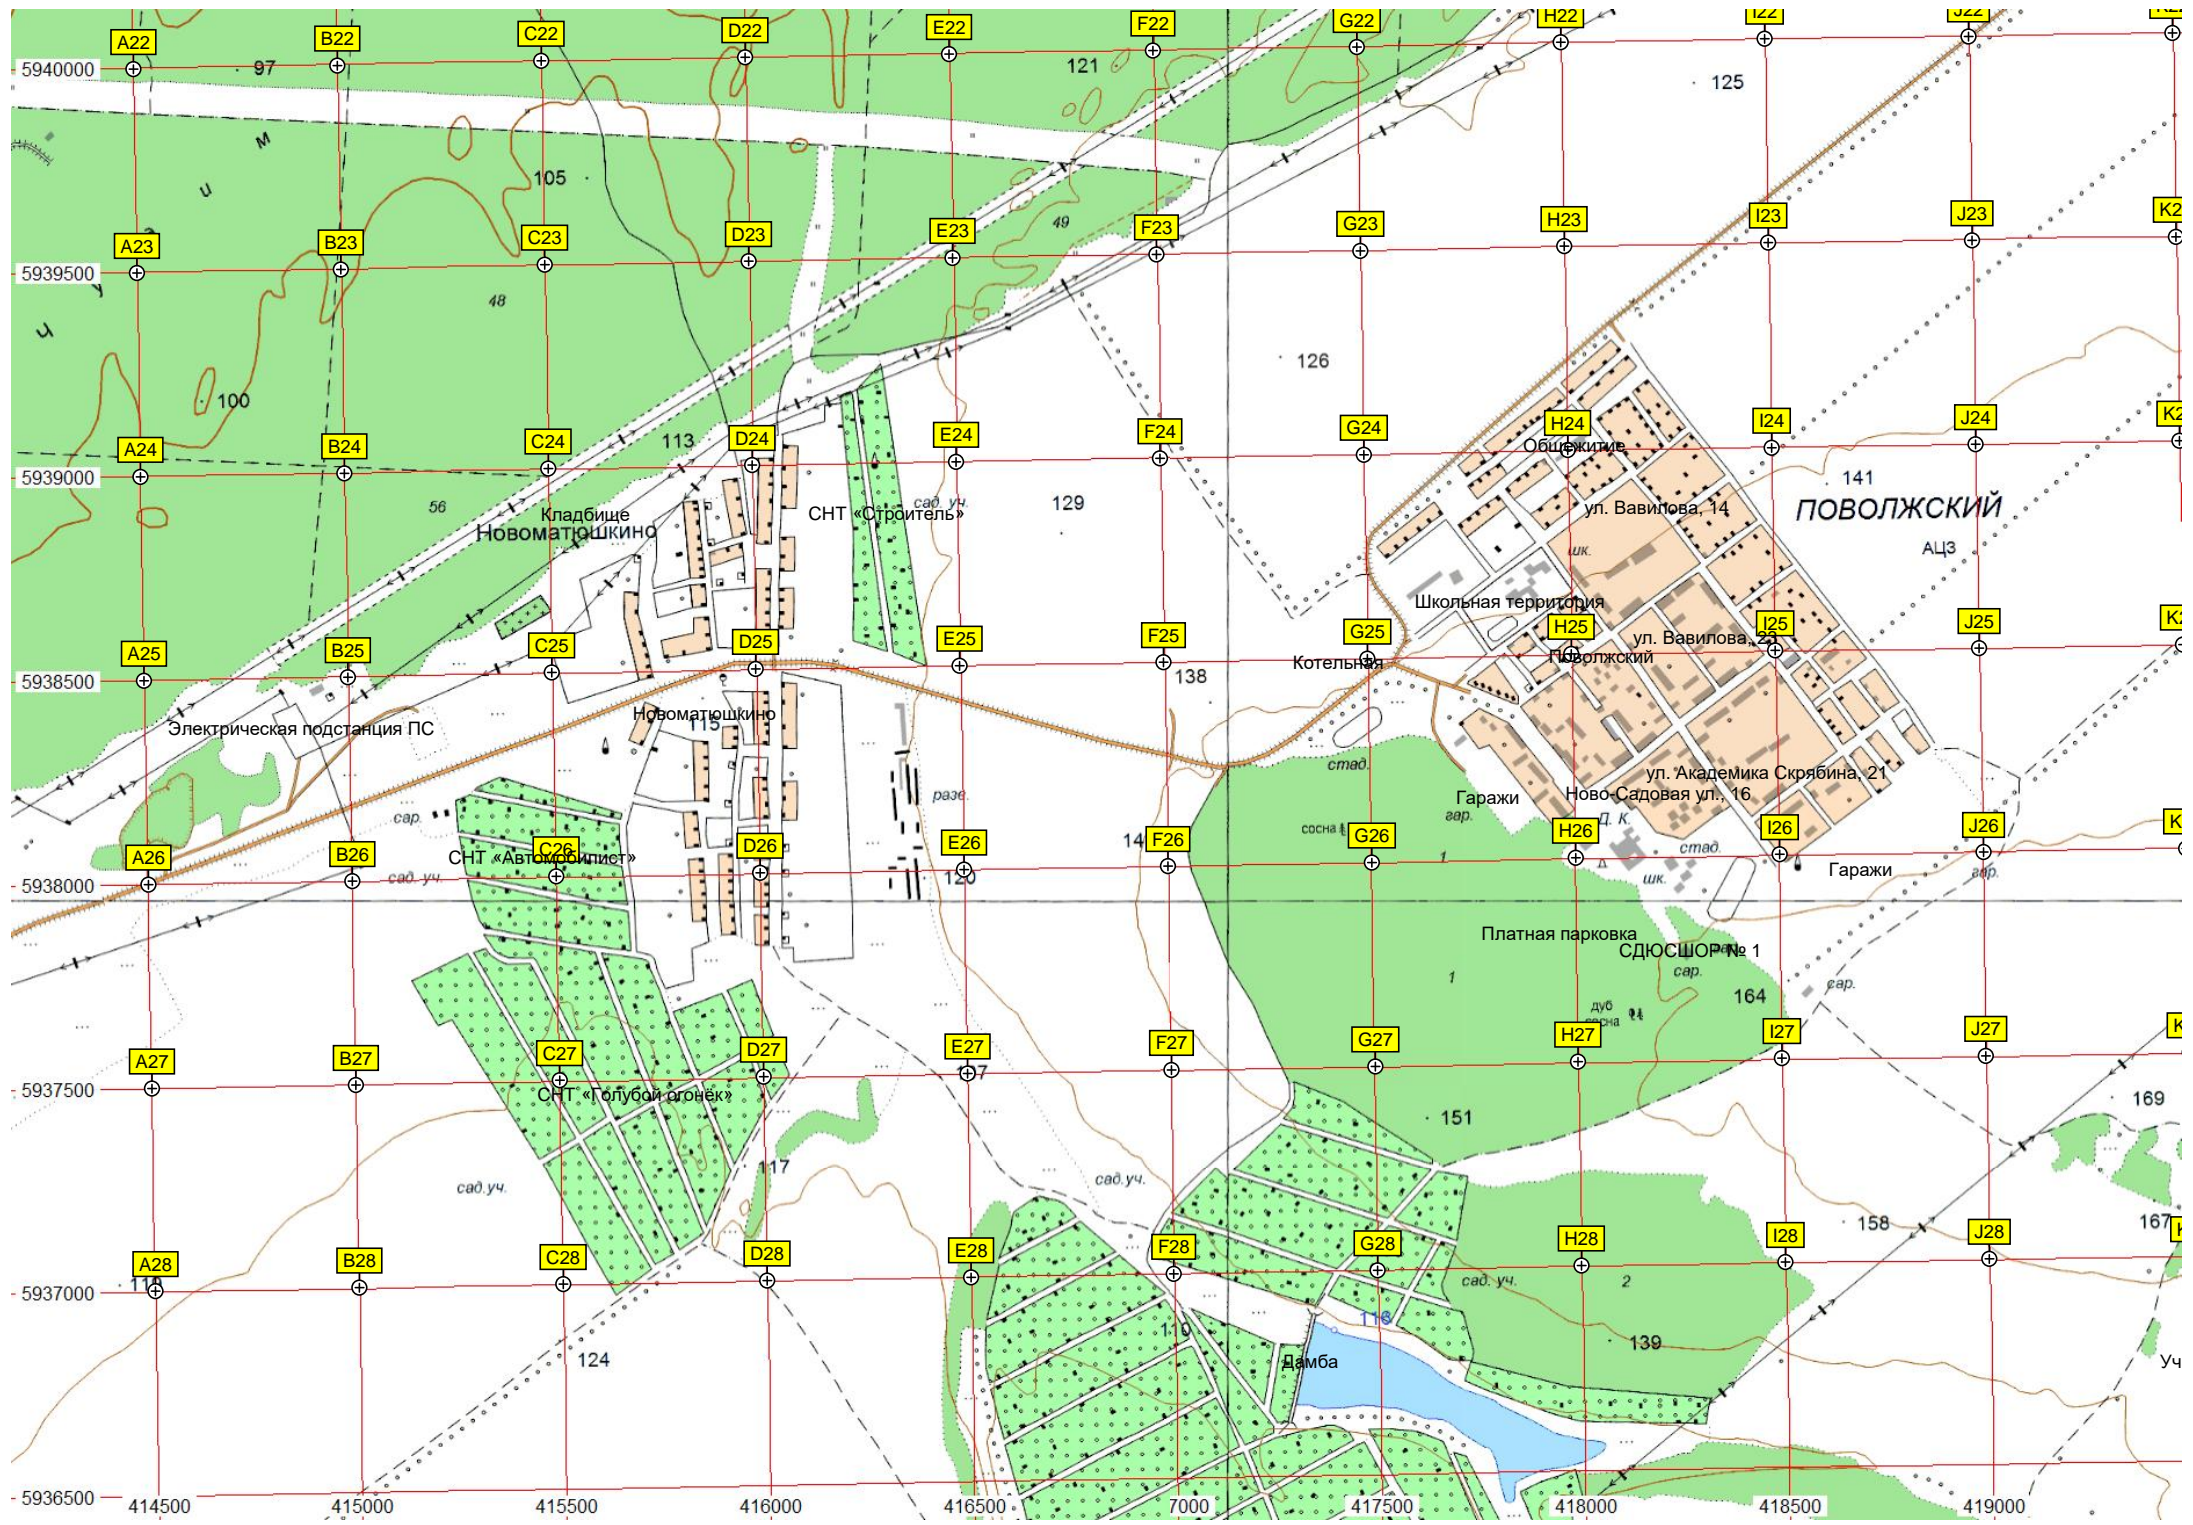 A22
B22
C22
D22
E22
F22
G22
H22
I22
J22
5940000
97
121
125
м
и
105
49
A23
B23
C23
D23
E23
F23
G23
H23
I23
J23
5939500
у
ч
48
126
100
113
A24
B24
C24
D24
E24
F24
G24
H24
I24
J24
Общежитие
5939000
56
141
сад. уч.
129
Кладбище
СНТ «Строитель»
ул. Вавилова, 14
ПОВОЛЖСКИЙ
Новоматюшкино
шк.
АЦЗ
Школьная территория
A25
B25
C25
D25
E25
F25
G25
H25
I25
J25
ул. Вавилова, 23
Котельная
Поволжский
5938500
138
Новоматюшкино
115
Электрическая подстанция ПС
стад.
ул. Академика Скрябина, 21
разв.
Гаражи
Ново-Садовая ул., 16
сар.
гар.
Д. К.
сосна
A26
B26
C26
D26
E26
F26
G26
H26
I26
J26
СНТ «Автомобилист»
1
стад.
Гаражи
гар.
5938000
сад. уч.
120
шк.
Платная парковка
СДЮСШОР № 1
сар.
1
164
сар.
дуб
сосна
A27
B27
C27
D27
E27
F27
G27
H27
I27
J27
5937500
СНТ «Голубой огонёк»
151
169
117
сад.уч.
сад.уч.
158
167
A28
B28
C28
D28
E28
F28
G28
H28
I28
J28
5937000
сад. уч.
2
116
110
139
124
Дамба
Уч
5936500
414500
415000
415500
416000
416500
7000
417500
418000
418500
419000